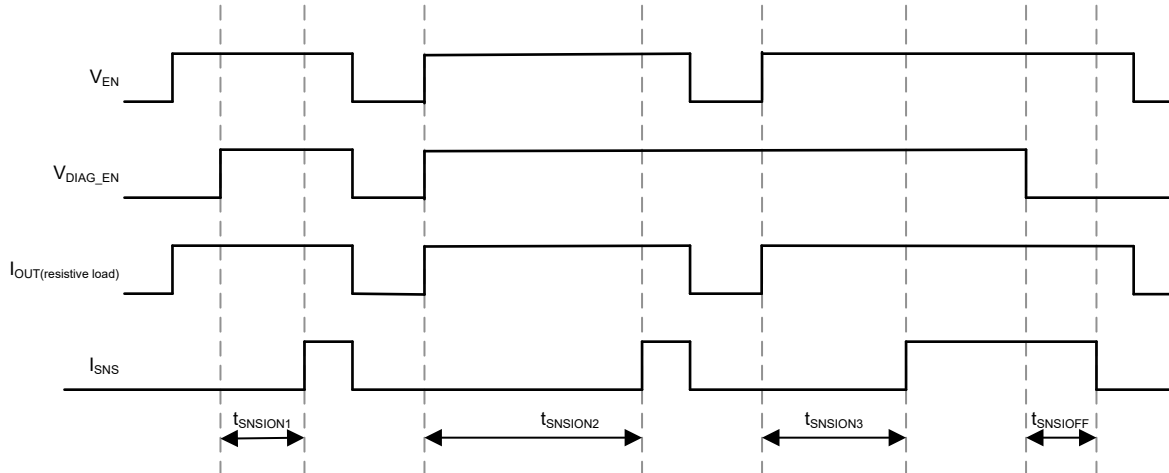 VEN
VDIAG_EN
IOUT(resistive load)
ISNS
tSNSION1 tSNSION2 tSNSION3 tSNSIOFF